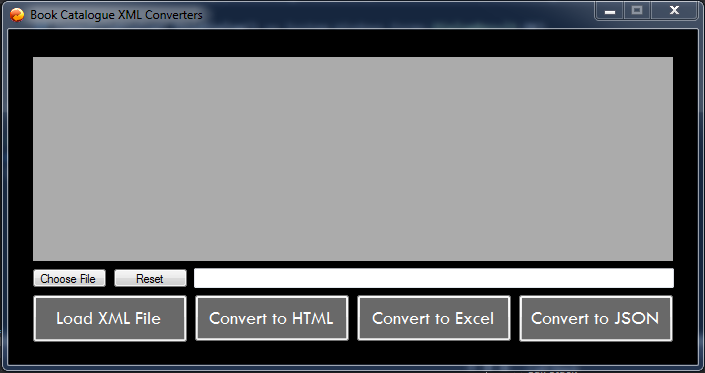 Book Catalogue XML Converters
Choose File
Reset
Load XML File
Convert to HTML
Convert to Excel
Convert to JSON